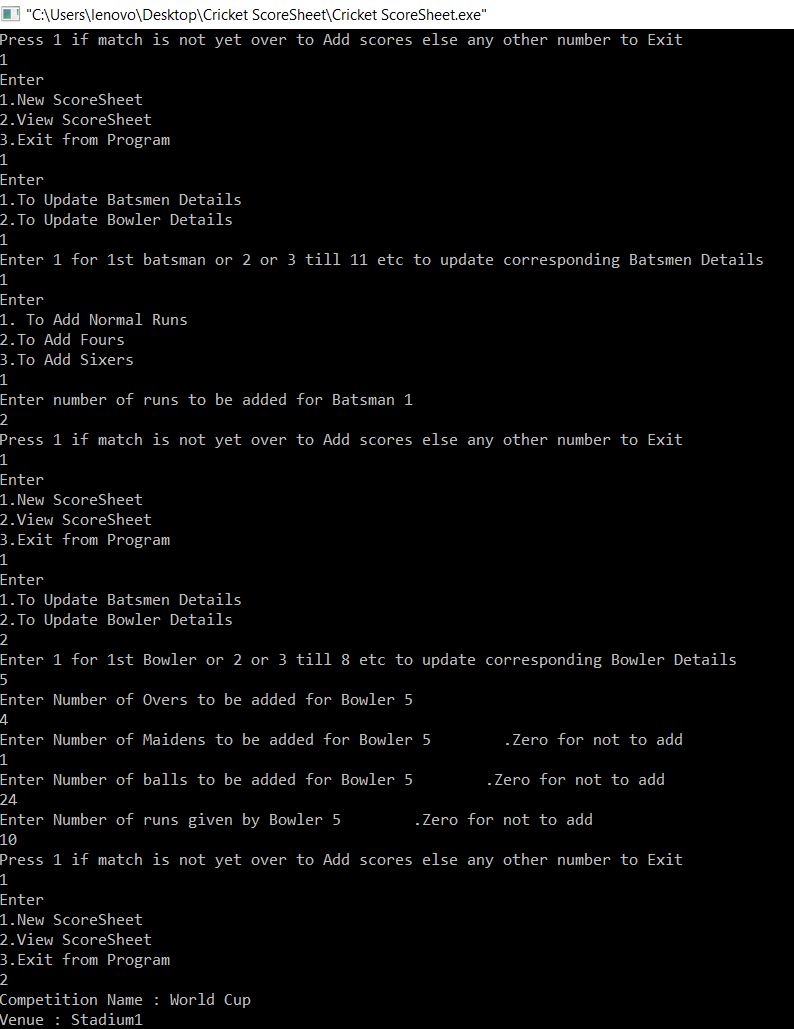 "C:\Users\lenovo\Desktop\Cricket ScoreSheet\Cricket ScoreSheet.exe"
Press 1 if match is not yet over to Add scores else any other number to Exit
1
Enter
1.New ScoreSheet
2.View ScoreSheet
3.Exit from Program
1
Enter
1.To Update Batsmen Details
2.To Update Bowler Details
1
Enter 1 for 1st batsman or 2 or 3 till 11 etc to update corresponding Batsmen Details
1
Enter
1. To Add Normal Runs
2.To Add Fours
3.To Add Sixers
1
Enter number of runs to be added for Batsman 1
2
Press 1 if match is not yet over to Add scores else any other number to Exit
1
Enter
1.New ScoreSheet
2.View ScoreSheet
3.Exit from Program
1
Enter
1.To Update Batsmen Details
2.To Update Bowler Details
2
Enter 1 for 1st Bowler or 2 or 3 till 8 etc to update corresponding Bowler Details
5
Enter Number of Overs to be added for Bowler 5
4
Enter Number of Maidens to be added for Bowler 5        .Zero for not to add
1
Enter Number of balls to be added for Bowler 5        .Zero for not to add
24
Enter Number of runs given by Bowler 5        .Zero for not to add
10
Press 1 if match is not yet over to Add scores else any other number to Exit
1
Enter
1.New ScoreSheet
2.View ScoreSheet
3.Exit from Program
2
Competition Name : World Cup
Venue : Stadium1